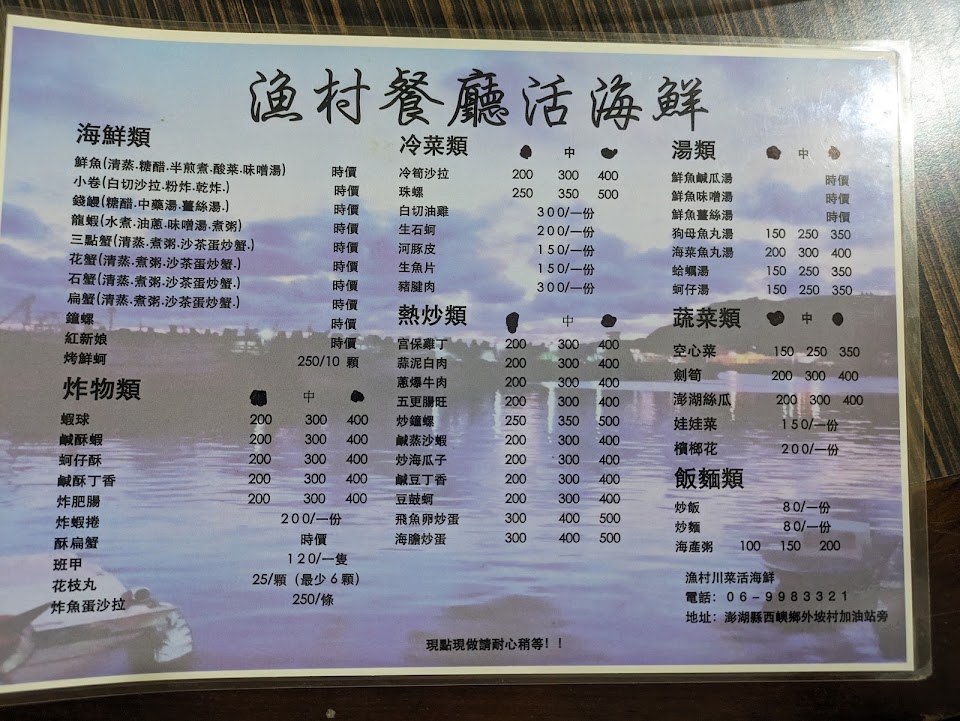 漁村餐廳活海鮮
海鮮類
鮮魚(清蒸.糖醋.半煎煮.酸菜.味噌湯) 時價
小卷(白切沙拉.粉炸.乾炸.) 時價
錢鰻(糖醋.中藥湯.薑絲湯.) 時價
龍蝦(水煮.油蔥.味噌湯.煮粥) 時價
三點蟹(清蒸.煮粥.沙茶蛋炒蟹.) 時價
花蟹(清蒸.煮粥.沙茶蛋炒蟹.) 時價
石蟹(清蒸.煮粥.沙茶蛋炒蟹.) 時價
扁蟹(清蒸.煮粥.沙茶蛋炒蟹.) 時價
鐘螺 時價
紅新娘 時價
烤鮮蚵 250/10 顆
炸物類 中
蝦球 200 300 400
鹹酥蝦 200 300 400
蚵仔酥 200 300 400
鹹酥丁香 200 300 400
炸肥腸 200 300 400
炸蝦捲 200/一份
酥扁蟹 時價
班甲 120/一隻
花枝丸 25/顆 (最少6顆)
炸魚蛋沙拉 250/條
冷菜類 中
冷筍沙拉 200 300 400
珠螺 250 350 500
白切油雞 300/一份
生石蚵 200/一份
河豚皮 150/一份
生魚片 150/一份
豬腱肉 300/一份
熱炒類 中
宮保雞丁 200 300 400
蒜泥白肉 200 300 400
蔥爆牛肉 200 300 400
五更腸旺 200 300 400
炒鐘螺 250 350 500
鹹蒸沙蝦 200 300 400
炒海瓜子 200 300 400
鹹豆丁香 200 300 400
豆鼓蚵 200 300 400
飛魚卵炒蛋 300 400 500
海膽炒蛋 300 400 500
湯類 中
鮮魚鹹瓜湯 時價
鮮魚味噌湯 時價
鮮魚薑絲湯 時價
狗母魚丸湯 150 250 350
海菜魚丸湯 200 300 400
蛤蠣湯 150 250 350
蚵仔湯 150 250 350
蔬菜類 中
空心菜 150 250 350
劍筍 200 300 400
澎湖絲瓜 200 300 400
娃娃菜 150/一份
檳榔花 200/一份
飯麵類
炒飯 80/一份
炒麵 80/一份
海產粥 100 150 200
漁村川菜活海鮮
電話: 06-9983321
地址: 澎湖縣西嶼鄉外垵村加油站旁
現點現做請耐心稍等!!